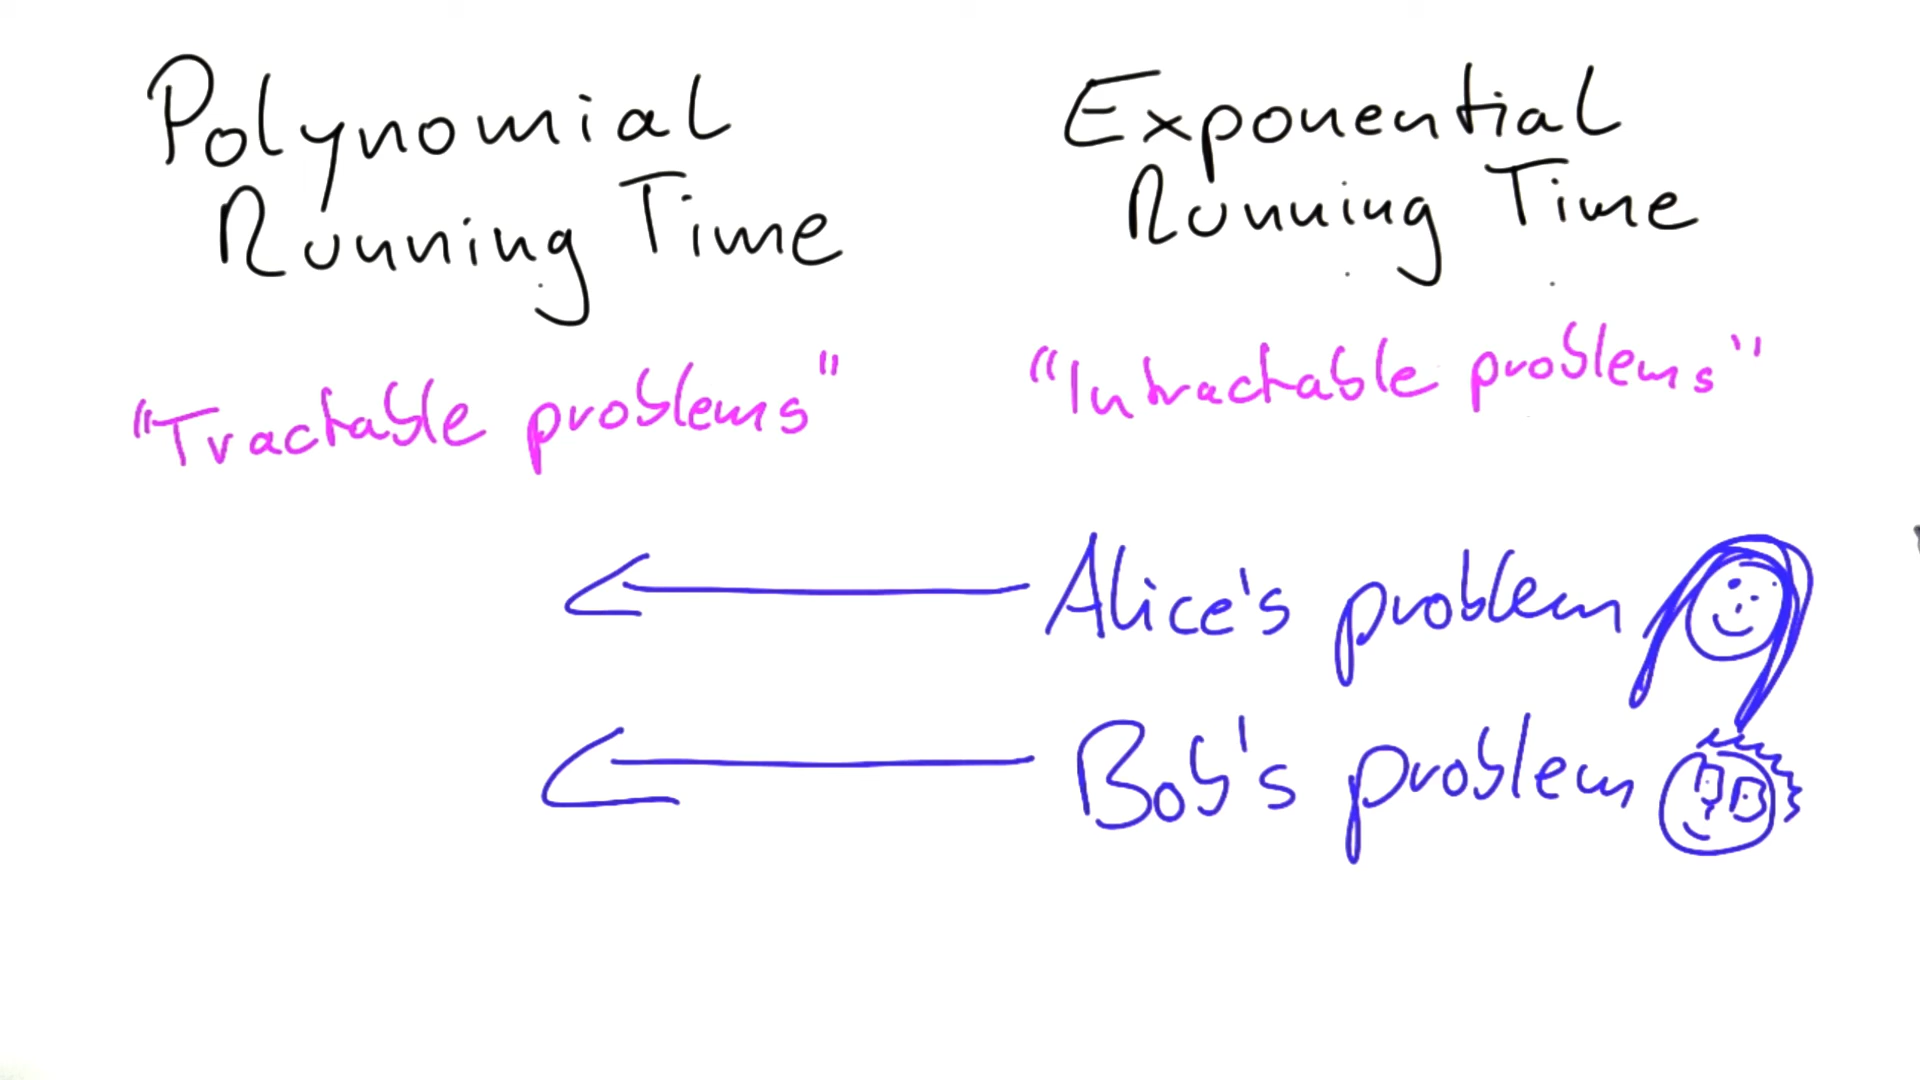 Polynomial
Running Time
Exponential
Running Time
"Tractable problems"
"Intractable problems"
Alice's problem
Bob's problem